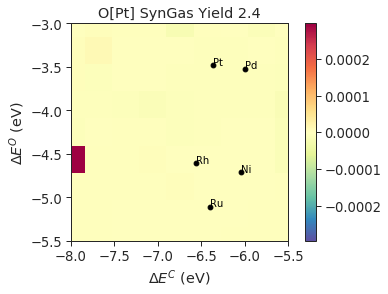 O[Pt] SynGas Yield 2.4
−3.0
−3.5
−4.0
−4.5
−5.0
−5.5
ΔE^O (eV)
Pt
Pd
Rh
Ni
Ru
−8.0 −7.5 −7.0 −6.5 −6.0 −5.5
ΔE^C (eV)
0.0002
0.0001
0.0000
−0.0001
−0.0002